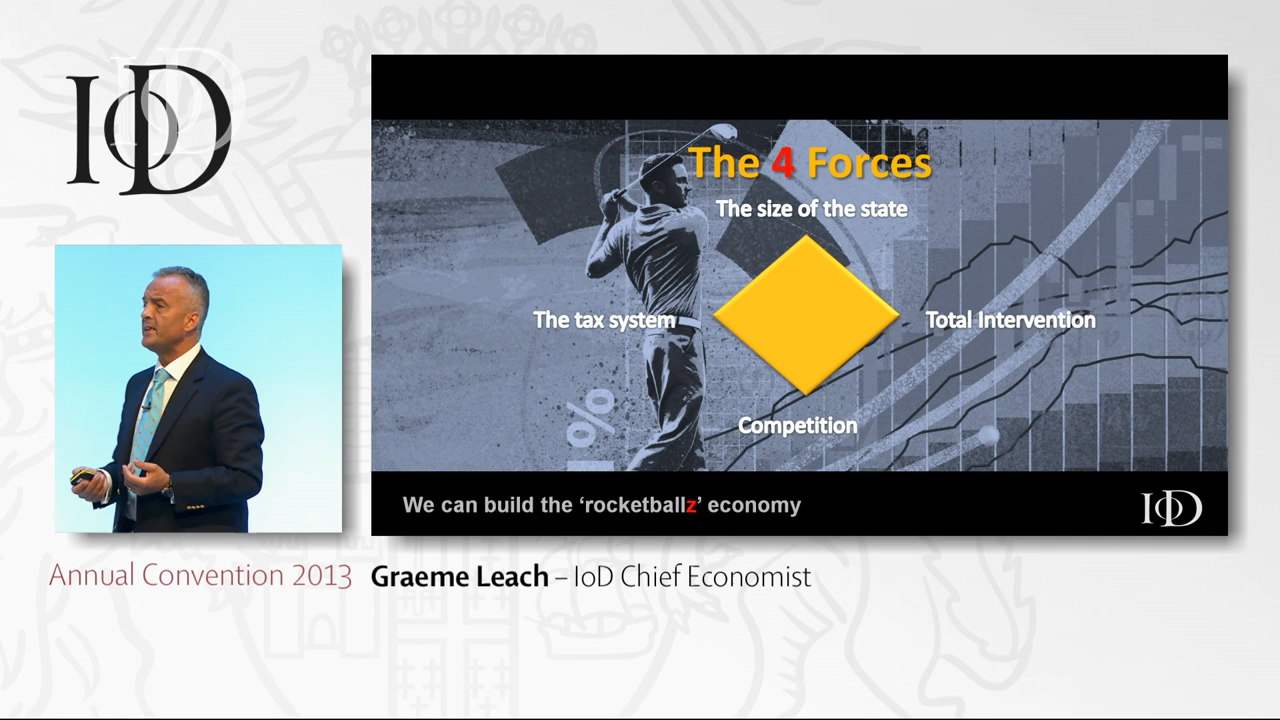 IoD
The 4 Forces
The size of the state
The tax system
Total Intervention
%
Competition
We can build the ‘rocketballz’ economy
IoD
Annual Convention 2013
Graeme Leach – IoD Chief Economist